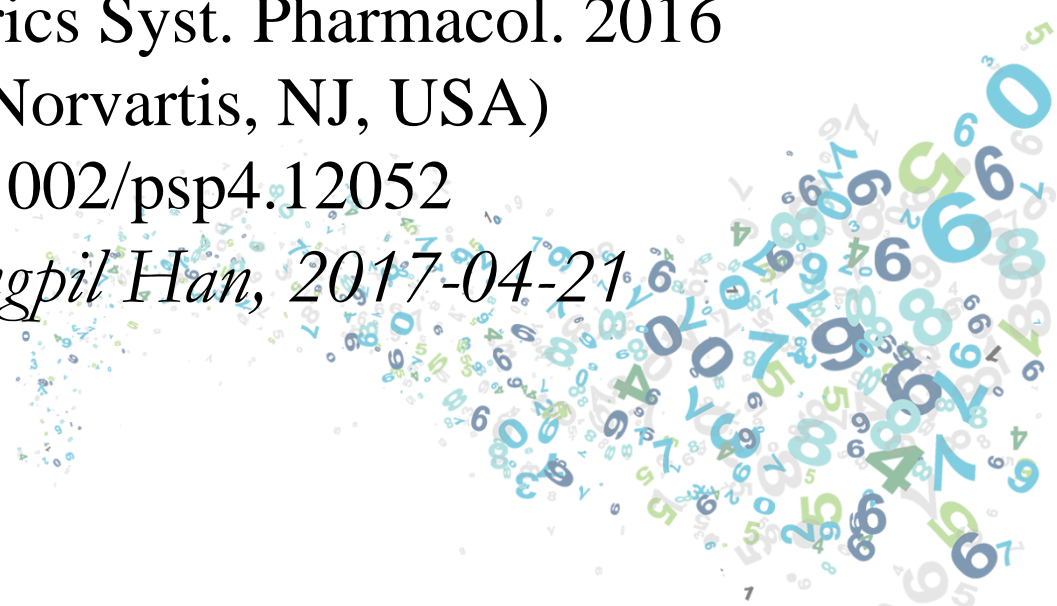 rics Syst. Pharmacol. 2016
Norvartis, NJ, USA)
002/psp4.12052
gpil Han, 2017-04-21